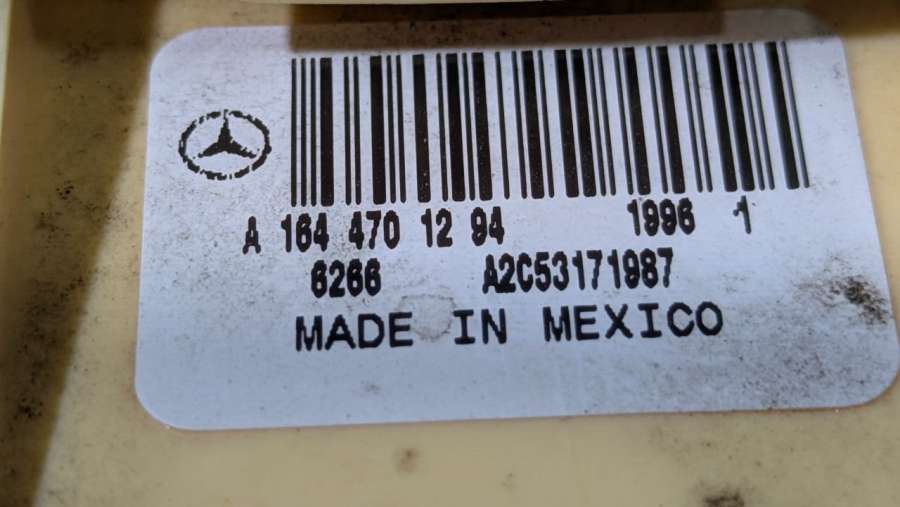 A 164 470 12 94 1996 1
6266 A2C53171987
MADE IN MEXICO